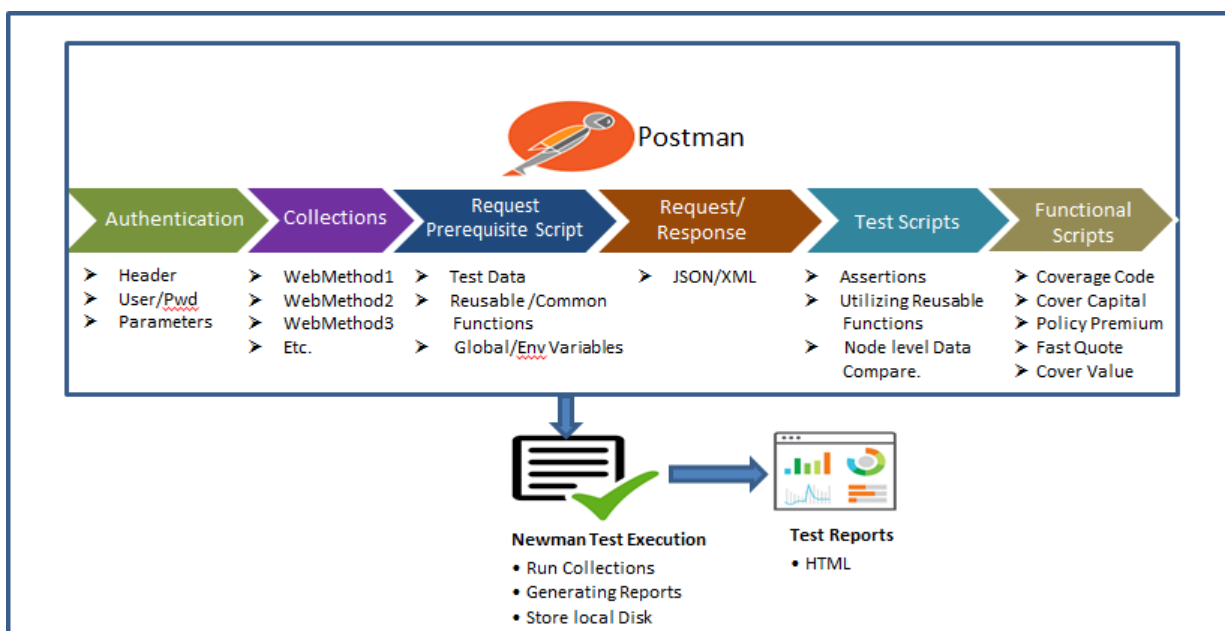 Postman
Authentication
Header
User/Pwd
Parameters
Collections
WebMethod1
WebMethod2
WebMethod3
Etc.
Request
Prerequisite Script
Test Data
Reusable /Common
Functions
Global/Env Variables
Request/
Response
JSON/XML
Test Scripts
Assertions
Utilizing Reusable
Functions
Node level Data
Compare.
Functional
Scripts
Coverage Code
Cover Capital
Policy Premium
Fast Quote
Cover Value
Newman Test Execution
• Run Collections
• Generating Reports
• Store local Disk
Test Reports
• HTML